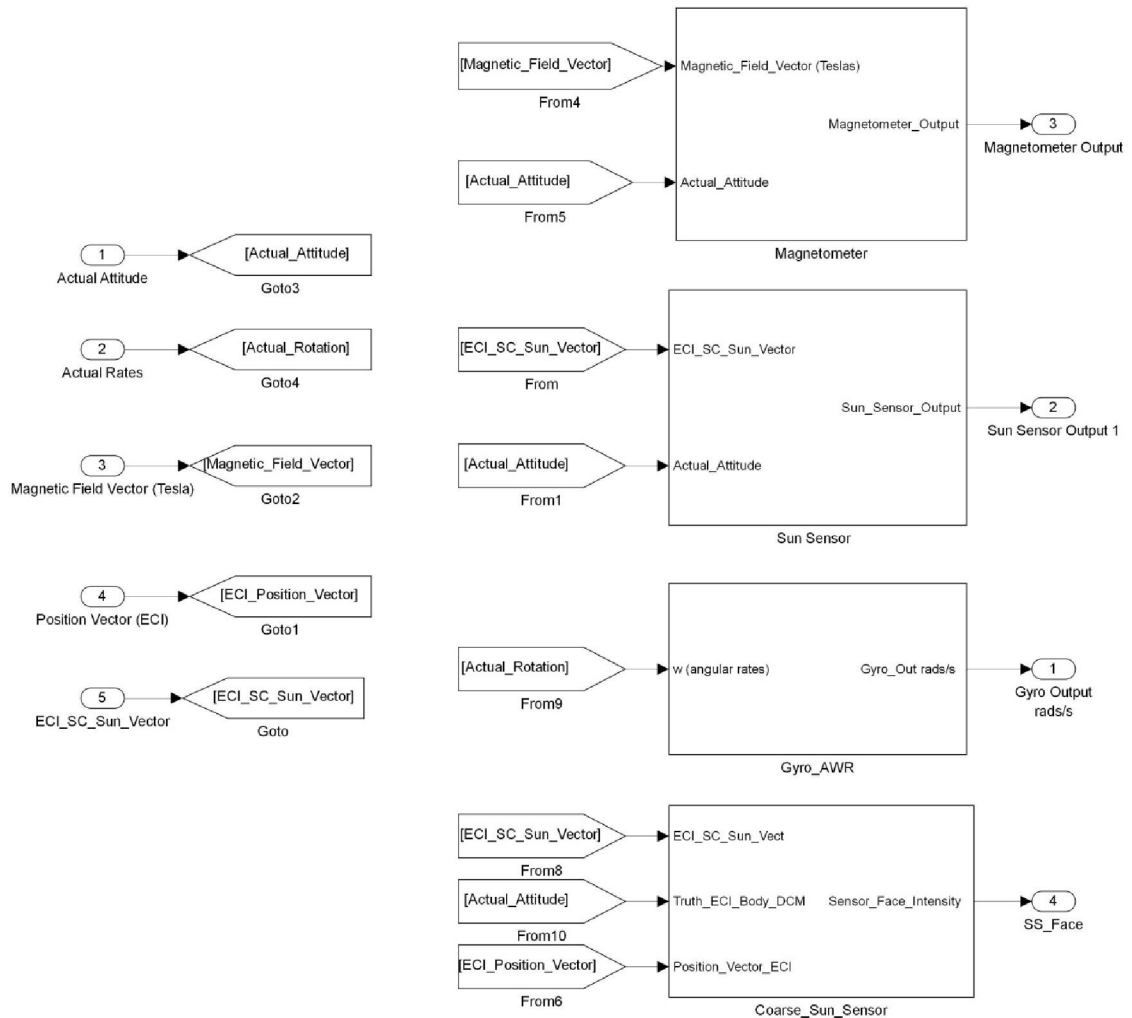 1
Actual Attitude
[Actual_Attitude]
Goto3
2
Actual Rates
[Actual_Rotation]
Goto4
3
Magnetic Field Vector (Tesla)
[Magnetic_Field_Vector]
Goto2
4
Position Vector (ECI)
[ECI_Position_Vector]
Goto1
5
ECI_SC_Sun_Vector
[ECI_SC_Sun_Vector]
Goto
[Magnetic_Field_Vector]
From4
[Actual_Attitude]
From5
Magnetic_Field_Vector (Teslas)
Actual_Attitude
Magnetometer_Output
Magnetometer
3
Magnetometer Output
[ECI_SC_Sun_Vector]
From
[Actual_Attitude]
From1
ECI_SC_Sun_Vector
Actual_Attitude
Sun_Sensor_Output
Sun Sensor
2
Sun Sensor Output 1
[Actual_Rotation]
From9
w (angular rates)
Gyro_Out rads/s
Gyro_AWR
1
Gyro Output
rads/s
[ECI_SC_Sun_Vector]
From8
[Actual_Attitude]
From10
[ECI_Position_Vector]
From6
ECI_SC_Sun_Vect
Truth_ECI_Body_DCM
Position_Vector_ECI
Sensor_Face_Intensity
Coarse_Sun_Sensor
4
SS_Face